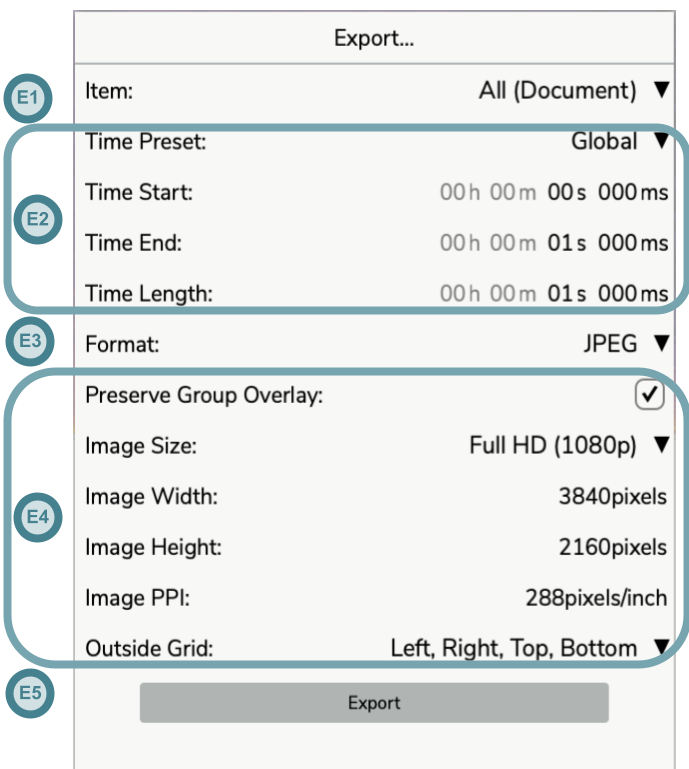 Export...
E1
Item: All (Document) ▼
Time Preset: Global ▼
E2
Time Start: 00h 00m 00s 000ms
Time End: 00h 00m 01s 000ms
Time Length: 00h 00m 01s 000ms
E3
Format: JPEG ▼
Preserve Group Overlay: ✓
Image Size: Full HD (1080p) ▼
E4
Image Width: 3840pixels
Image Height: 2160pixels
Image PPI: 288pixels/inch
Outside Grid: Left, Right, Top, Bottom ▼
E5
Export